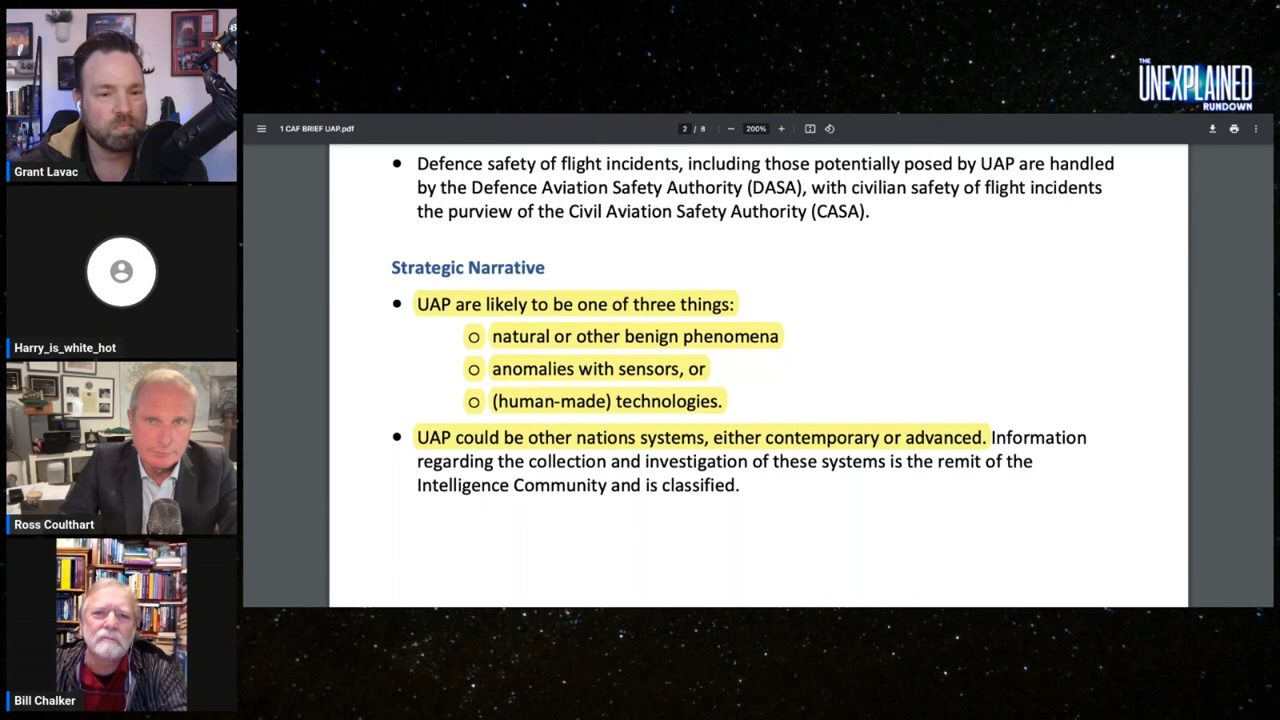 THE
UNEXPLAINED
RUNDOWN
1 CAF BRIEF UAP.pdf
2 / 8
200%
Defence safety of flight incidents, including those potentially posed by UAP are handled
by the Defence Aviation Safety Authority (DASA), with civilian safety of flight incidents
the purview of the Civil Aviation Safety Authority (CASA).
Strategic Narrative
UAP are likely to be one of three things:
natural or other benign phenomena
anomalies with sensors, or
(human-made) technologies.
UAP could be other nations systems, either contemporary or advanced. Information
regarding the collection and investigation of these systems is the remit of the
Intelligence Community and is classified.
Grant Lavac
Harry_is_white_hot
Ross Coulthart
Bill Chalker